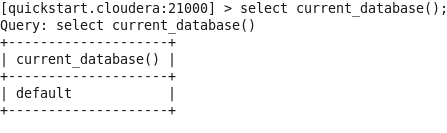 [quickstart.cloudera:21000] > select current_database();
Query: select current_database()
+--------------------+
| current_database() |
+--------------------+
| default            |
+--------------------+